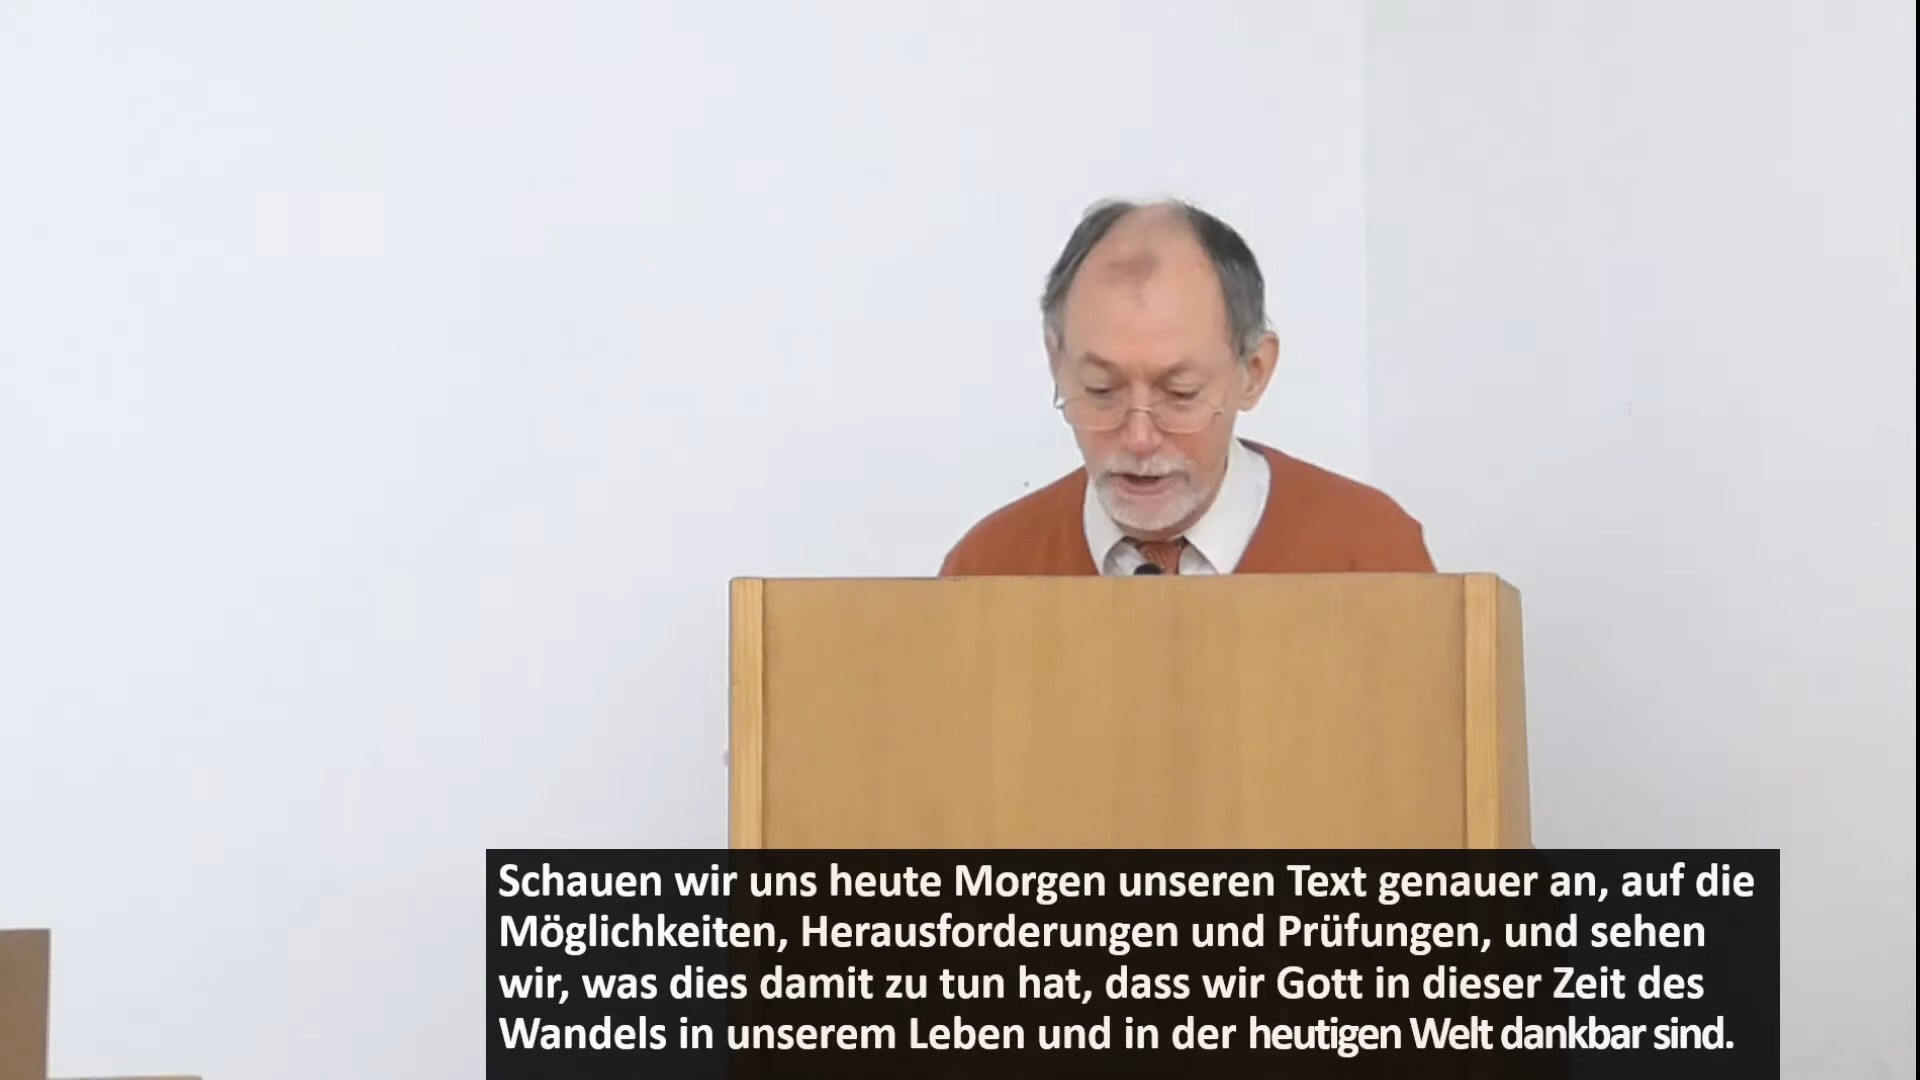 Schauen wir uns heute Morgen unseren Text genauer an, auf die
Möglichkeiten, Herausforderungen und Prüfungen, und sehen
wir, was dies damit zu tun hat, dass wir Gott in dieser Zeit des
Wandels in unserem Leben und in der heutigen Welt dankbar sind.